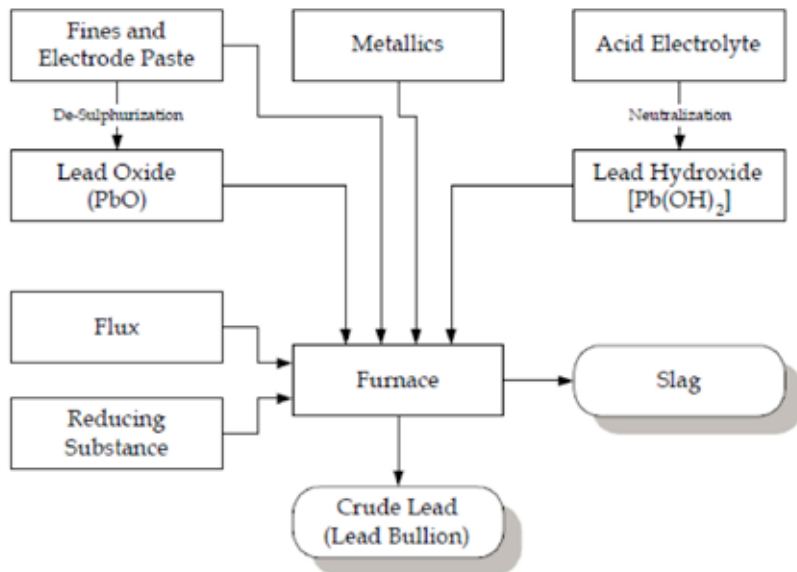 Fines and
Electrode Paste
Metallics
Acid Electrolyte
De-Sulphurization
Neutralization
Lead Oxide
(PbO)
Lead Hydroxide
[Pb(OH)₂]
Flux
Furnace
Slag
Reducing
Substance
Crude Lead
(Lead Bullion)